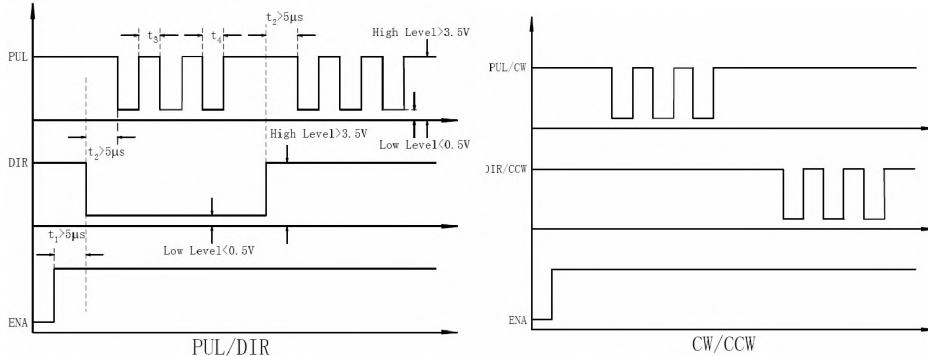 t2>5μs
t3
t4
High Level>3.5V
PUL
t2>5μs
High Level>3.5V
Low Level<0.5V
DIR
t1>5μs
Low Level<0.5V
ENA
PUL/DIR
PUL/CW
DIR/CCW
ENA
CW/CCW